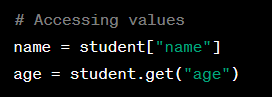 # Accessing values
name = student["name"]
age = student.get("age")